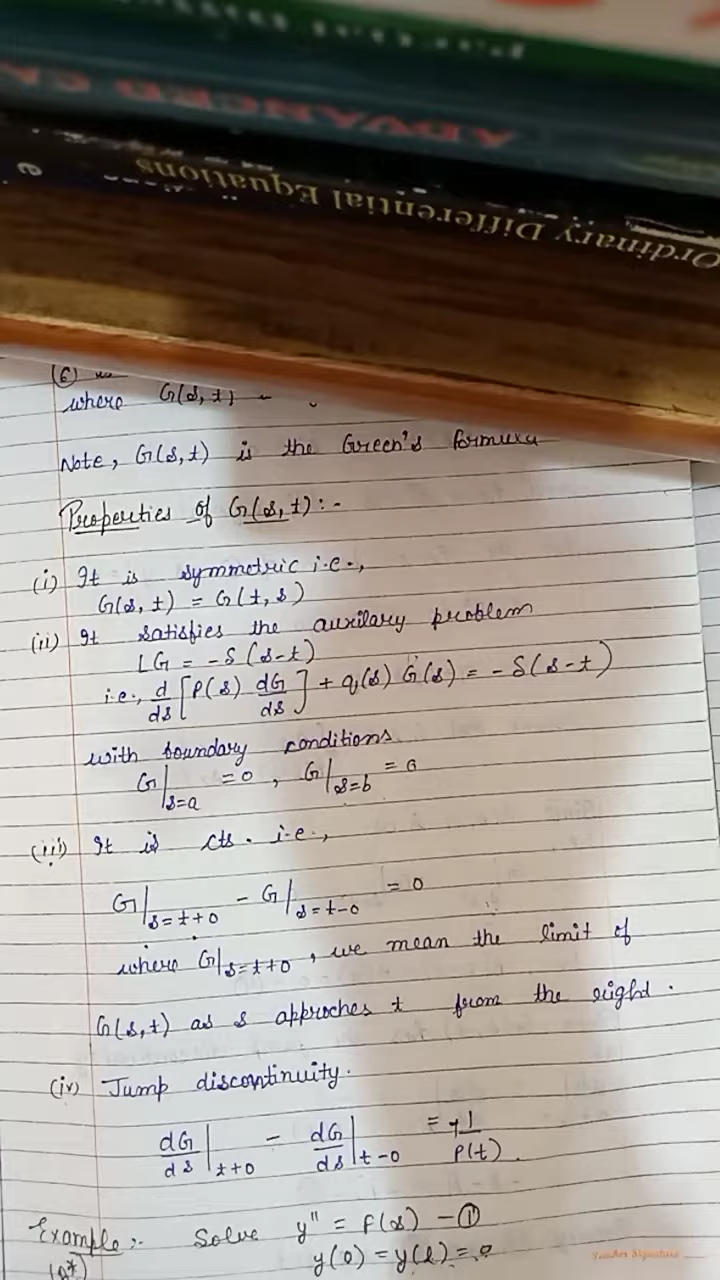 ADVANCED
Ordinary Differential Equations
(6)
where G(s, t)
Note, G(s, t) is the Green's formula
Properties of G(s, t) : -
(i) It is symmetric i.e.,
G(s, t) = G(t, s)
(ii) It satisfies the auxilary problem
LG = - δ (s-t)
i.e., d/ds [P(s) dG/ds] + q(s) G(s) = - δ(s-t)
with boundary conditions
G|s=a = 0 , G|s=b = 0
(iii) It is cts. i.e.,
G|s=t+0 - G|s=t-0 = 0
where G|s=t+0 , we mean the limit of
G(s,t) as s approches t from the right.
(iv) Jump discontinuity.
dG/ds|t+0 - dG/ds|t-0 = -1/P(t).
Example :- Solve y'' = f(s) - ①
y(0) = y(l) = 0
Teacher Signature